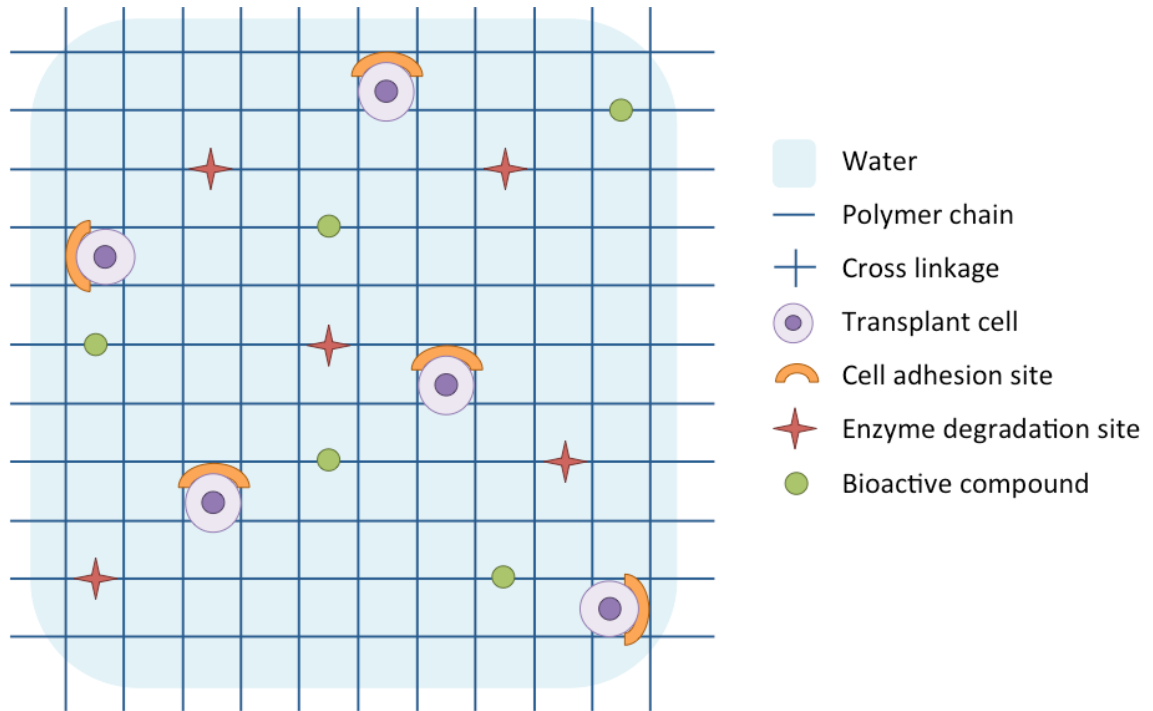 Water
Polymer chain
Cross linkage
Transplant cell
Cell adhesion site
Enzyme degradation site
Bioactive compound